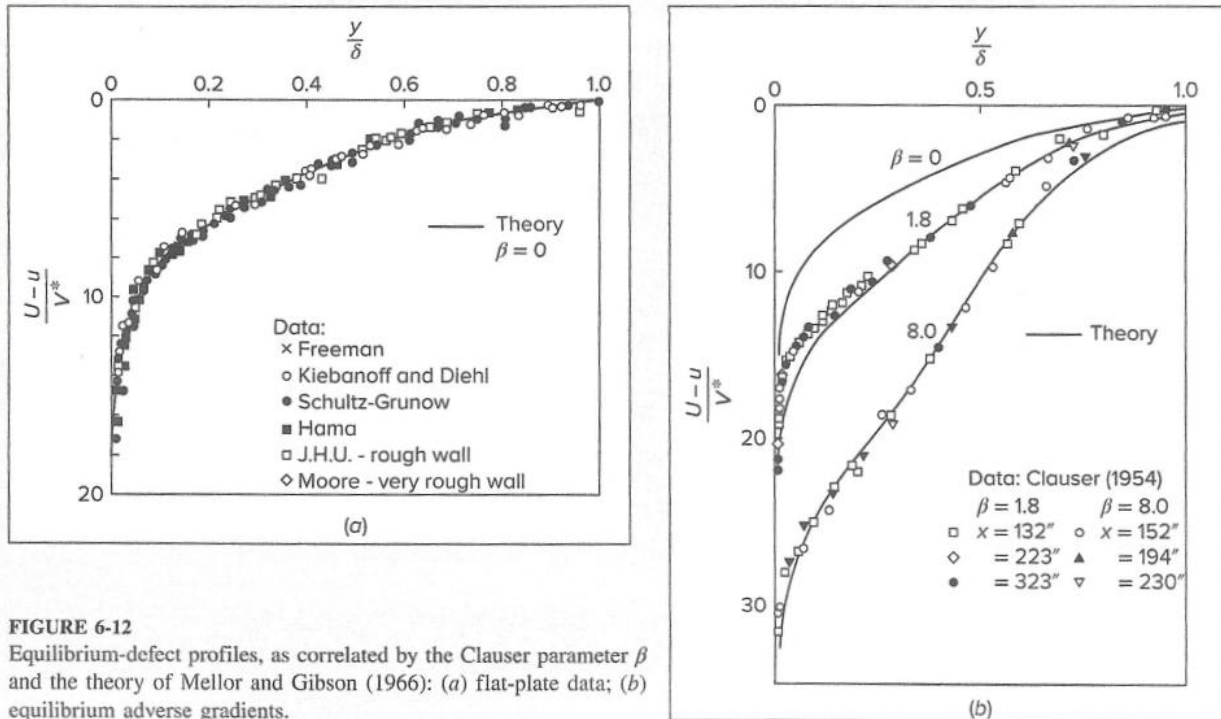 y
δ
0 0.2 0.4 0.6 0.8 1.0
0
10
20
U – u
V*
Theory
β = 0
Data:
× Freeman
○ Kiebanoff and Diehl
● Schultz-Grunow
■ Hama
□ J.H.U. - rough wall
◇ Moore - very rough wall
(a)
y
δ
0 0.5 1.0
0
10
20
30
U – u
V*
β = 0
1.8
8.0
Theory
Data: Clauser (1954)
β = 1.8 β = 8.0
□ x = 132″ ○ x = 152″
◇ = 223″ ▲ = 194″
● = 323″ ▽ = 230″
(b)
FIGURE 6-12
Equilibrium-defect profiles, as correlated by the Clauser parameter β
and the theory of Mellor and Gibson (1966): (a) flat-plate data; (b)
equilibrium adverse gradients.